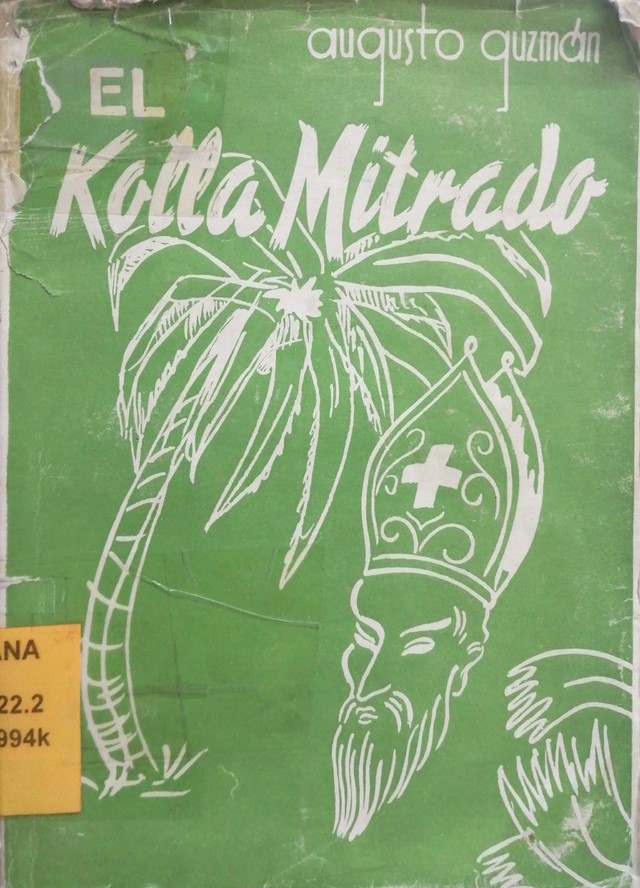 augusto guzmán
EL
Kolla Mitrado
ANA
22.2
994k